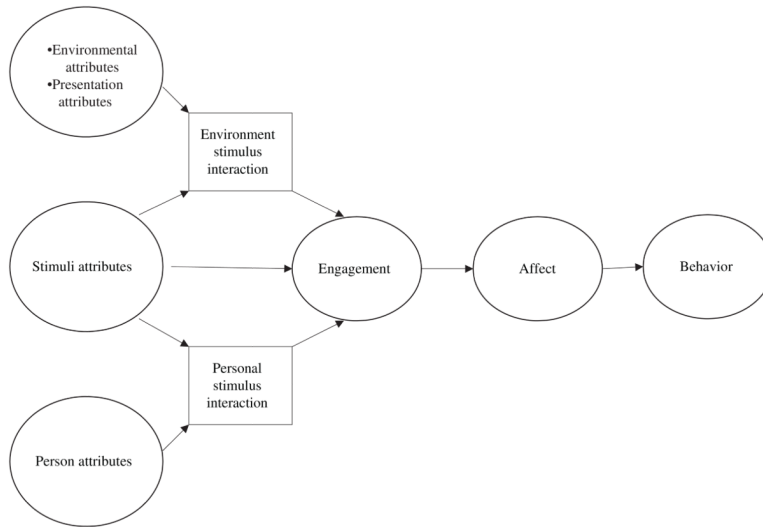 •Environmental
attributes
•Presentation
attributes
Environment
stimulus
interaction
Stimuli attributes
Engagement
Affect
Behavior
Personal
stimulus
interaction
Person attributes